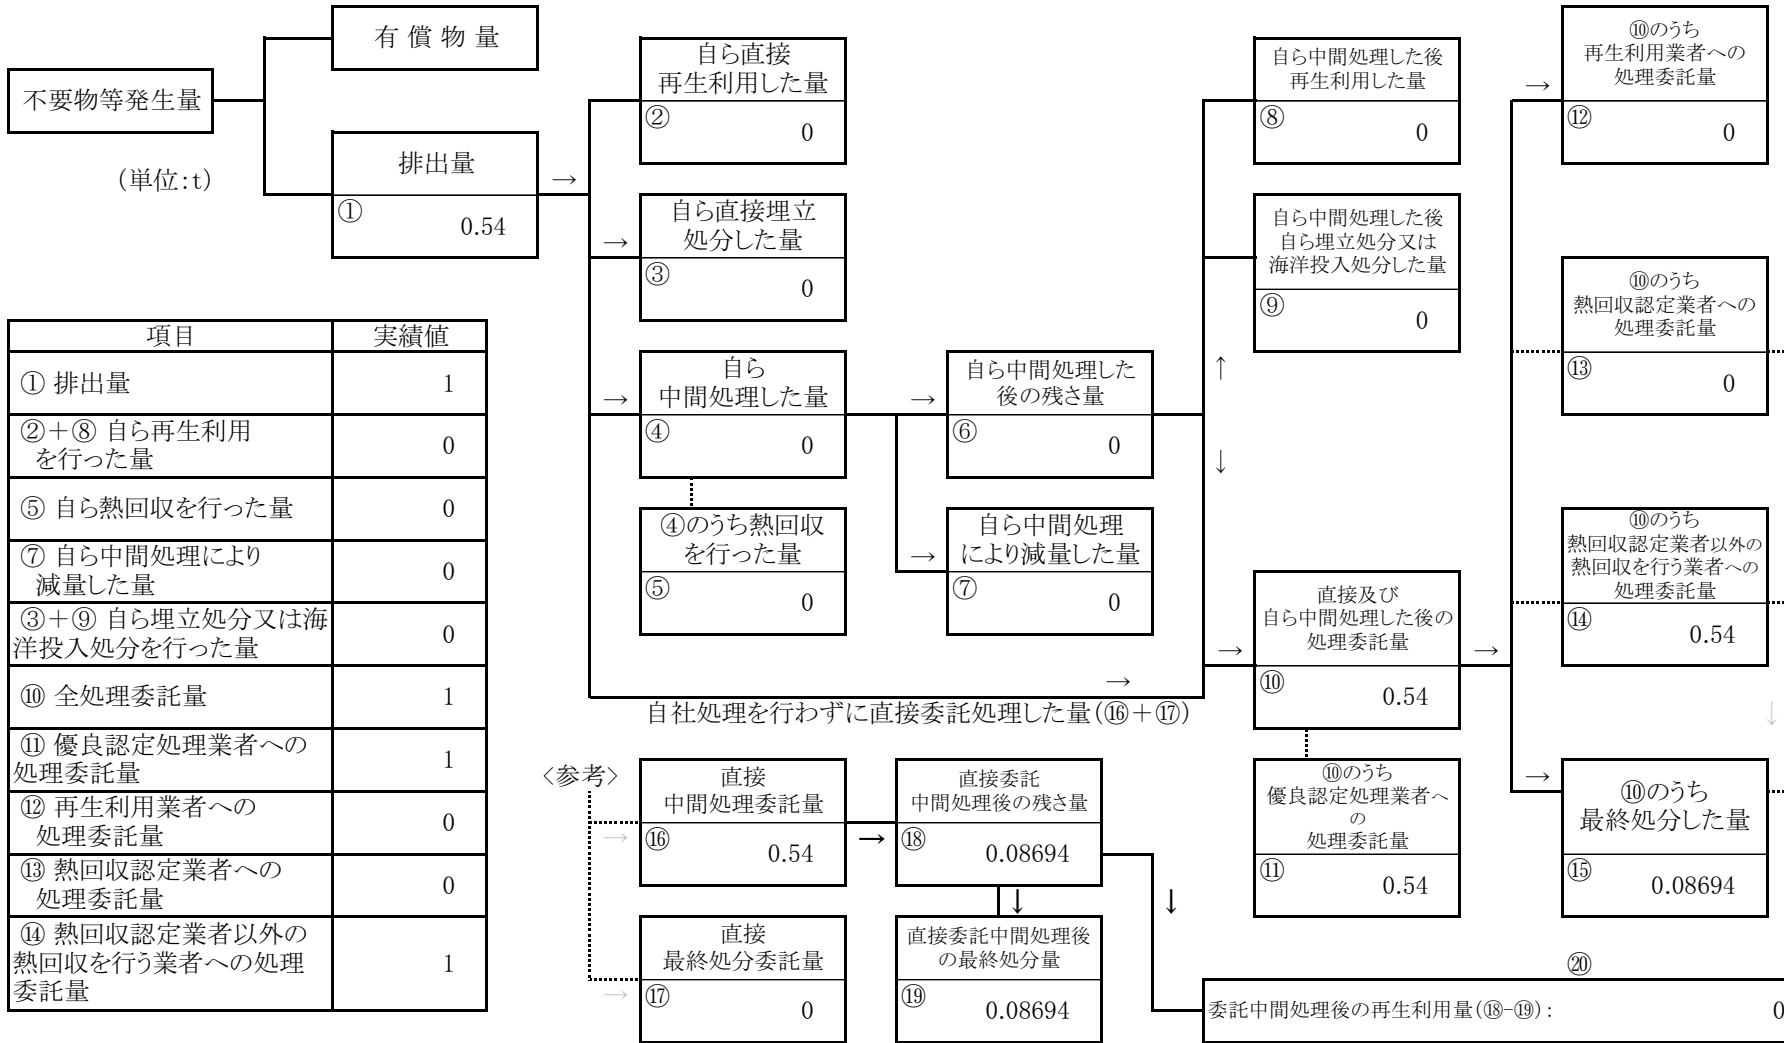 有 償 物 量
不要物等発生量
(単位:t)
排出量
①
0.54
→
自ら直接
再生利用した量
②
0
→
自ら直接埋立
処分した量
③
0
→
自ら
中間処理した量
④
0
④のうち熱回収
を行った量
⑤
0
→
自ら中間処理した
後の残さ量
⑥
0
→
自ら中間処理
により減量した量
⑦
0
↑
↓
自ら中間処理した後
再生利用した量
⑧
0
自ら中間処理した後
自ら埋立処分又は
海洋投入処分した量
⑨
0
→
自社処理を行わずに直接委託処理した量(⑯+⑰)
→
直接及び
自ら中間処理した後の
処理委託量
⑩
0.54
→
⑩のうち
優良認定処理業者へ
の
処理委託量
⑪
0.54
→
⑩のうち
再生利用業者への
処理委託量
⑫
0
⑩のうち
熱回収認定業者への
処理委託量
⑬
0
⑩のうち
熱回収認定業者以外の
熱回収を行う業者への
処理委託量
⑭
0.54
↓
→
⑩のうち
最終処分した量
⑮
0.08694
項目 実績値
① 排出量 1
②+⑧ 自ら再生利用
を行った量 0
⑤ 自ら熱回収を行った量 0
⑦ 自ら中間処理により
減量した量 0
③+⑨ 自ら埋立処分又は海
洋投入処分を行った量 0
⑩ 全処理委託量 1
⑪ 優良認定処理業者への
処理委託量 1
⑫ 再生利用業者への
処理委託量 0
⑬ 熱回収認定業者への
処理委託量 0
⑭ 熱回収認定業者以外の
熱回収を行う業者への処理
委託量 1
<参考>
→
直接
中間処理委託量
⑯
0.54
→
直接
最終処分委託量
⑰
0
→
直接委託
中間処理後の残さ量
⑱
0.08694
↓
直接委託中間処理後
の最終処分量
⑲
0.08694
↓
⑳
委託中間処理後の再生利用量(⑱-⑲): 0